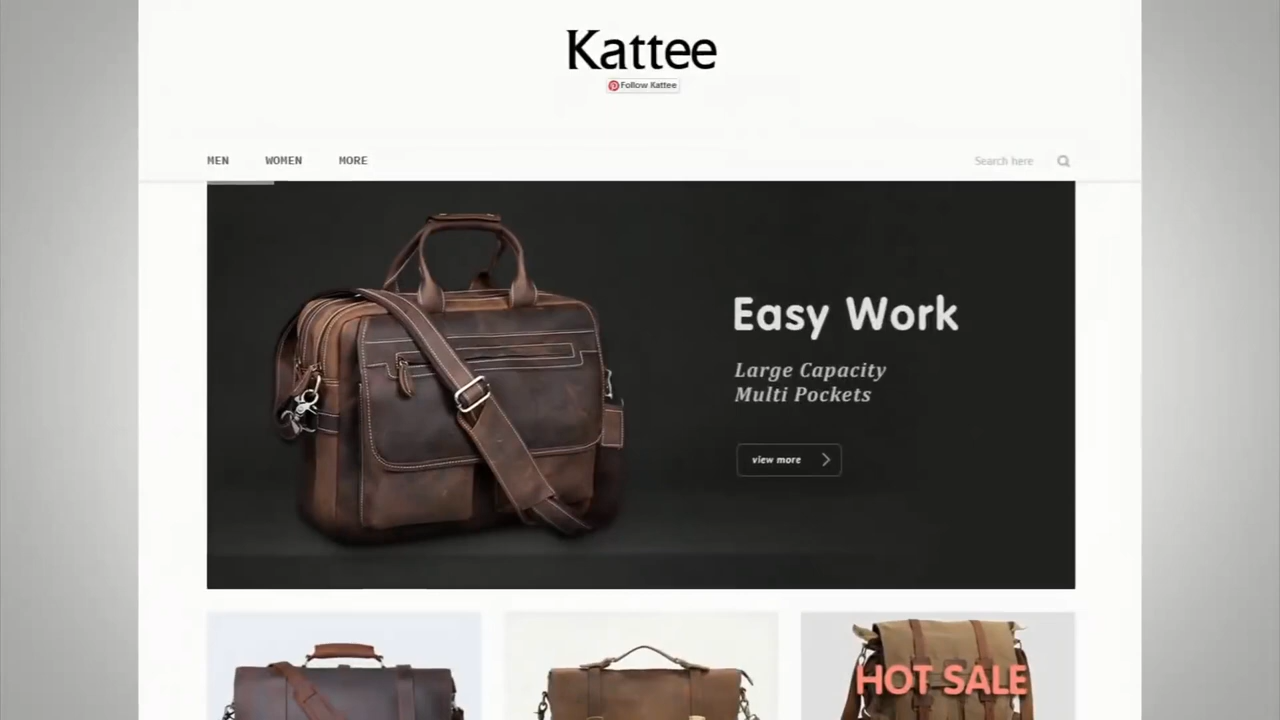 Kattee
Follow Kattee
MEN WOMEN MORE Search here
Easy Work
Large Capacity
Multi Pockets
view more
HOT SALE